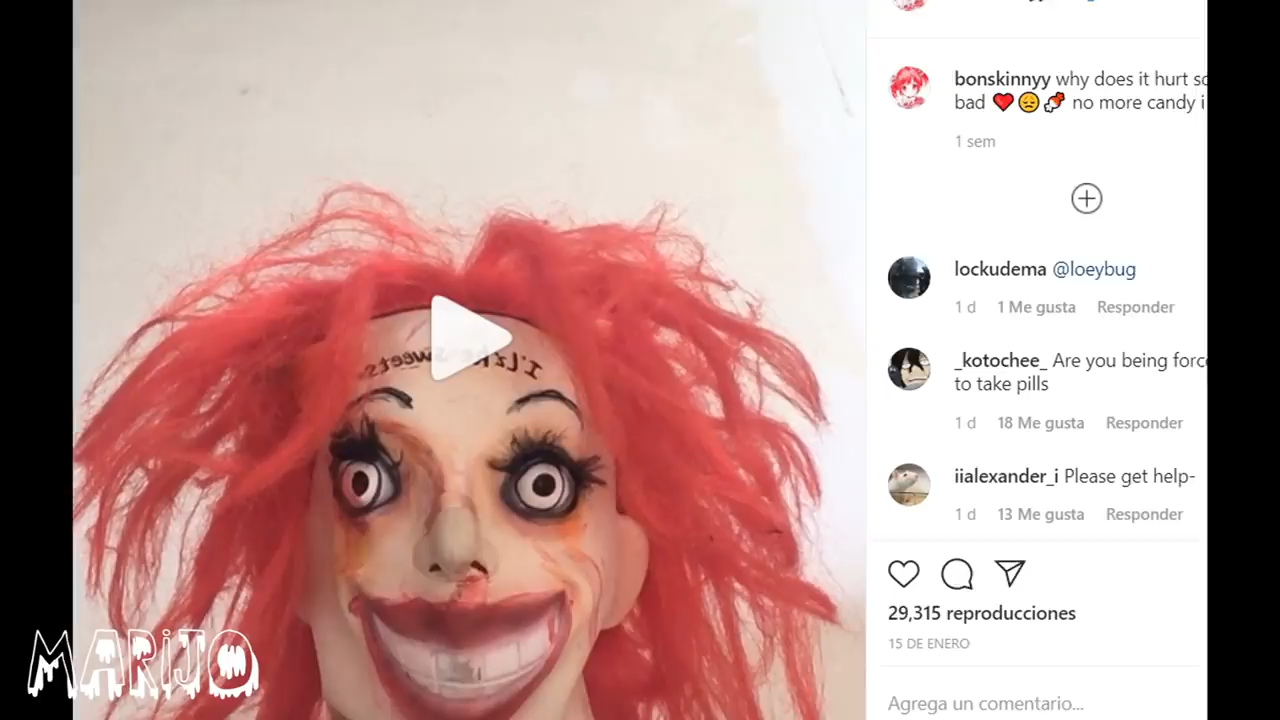 bonskinnyy why does it hurt so
bad ❤️😞🍬 no more candy i
1 sem
lockudema @loeybug
1 d 1 Me gusta Responder
_kotochee_ Are you being forc
to take pills
1 d 18 Me gusta Responder
iialexander_i Please get help-
1 d 13 Me gusta Responder
29,315 reproducciones
15 DE ENERO
Agrega un comentario...
MARiJO